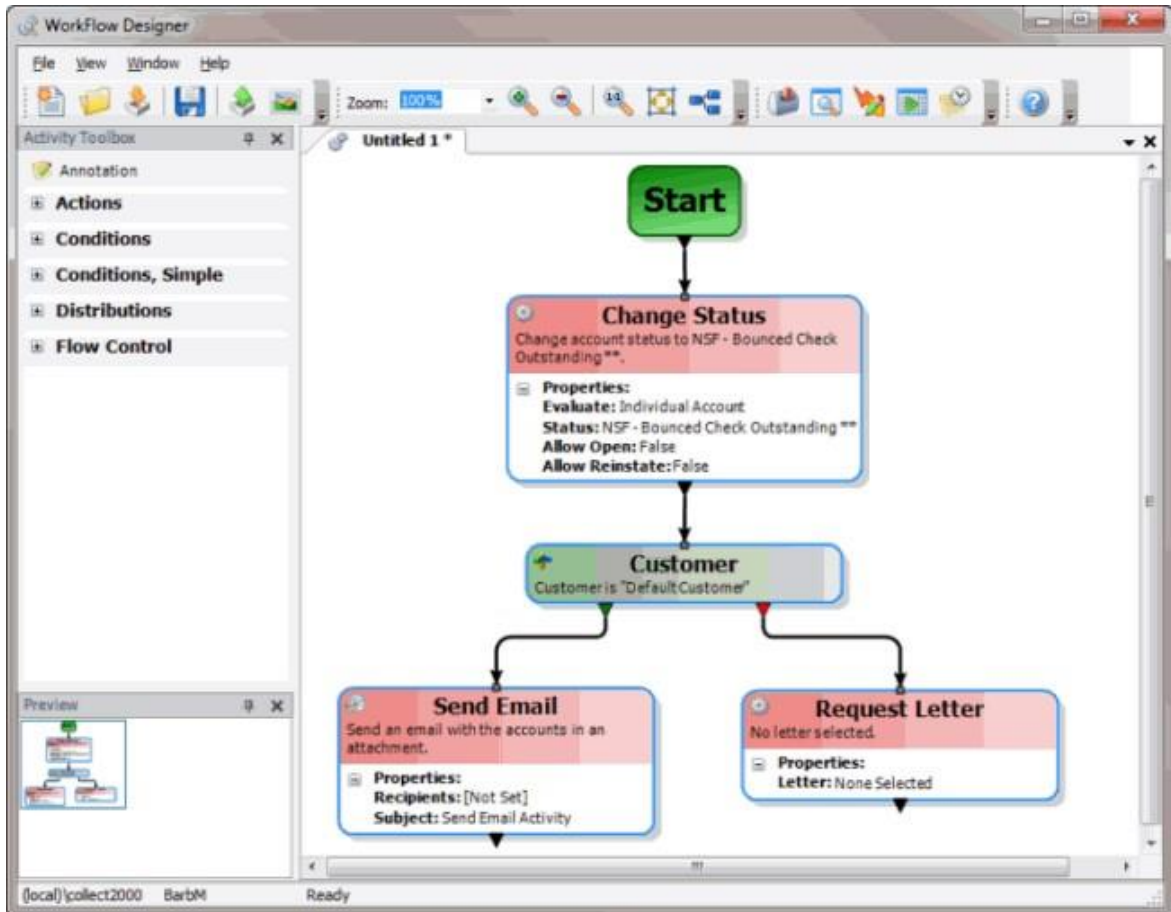 WorkFlow Designer
File View Window Help
Zoom: 100%
Activity Toolbox
Untitled 1 *
Annotation
Actions
Conditions
Conditions, Simple
Distributions
Flow Control
Start
Change Status
Change account status to NSF - Bounced Check
Outstanding **.
Properties:
Evaluate: Individual Account
Status: NSF - Bounced Check Outstanding **
Allow Open: False
Allow Reinstate: False
Customer
Customer is "Default Customer"
Send Email
Send an email with the accounts in an
attachment.
Properties:
Recipients: [Not Set]
Subject: Send Email Activity
Request Letter
No letter selected.
Properties:
Letter: None Selected
Preview
(local)\collect2000 BarbM Ready